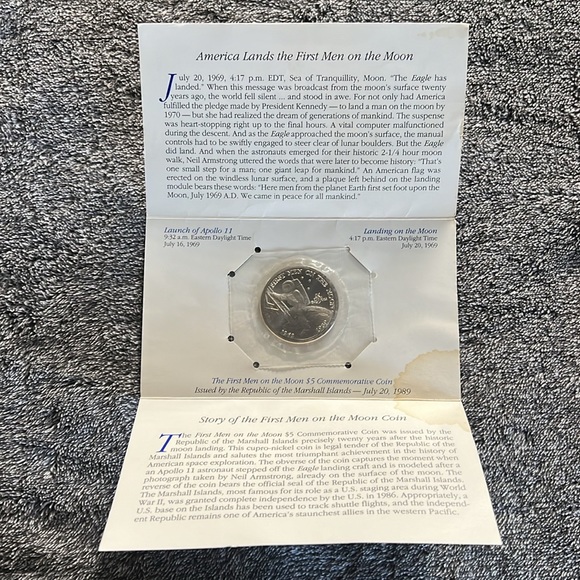 America Lands the First Men on the Moon
July 20, 1969, 4:17 p.m. EDT, Sea of Tranquillity, Moon. "The Eagle has
landed." When this message was broadcast from the moon's surface twenty
years ago, the world fell silent ... and stood in awe. For not only had America
fulfilled the pledge made by President Kennedy — to land a man on the moon by
1970 — but she had realized the dream of generations of mankind. The suspense
was heart-stopping right up to the final hours. A vital computer malfunctioned
during the descent. And as the Eagle approached the moon's surface, the manual
controls had to be swiftly engaged to steer clear of lunar boulders. But the Eagle
did land. And when the astronauts emerged for their historic 2-1/4 hour moon
walk, Neil Armstrong uttered the words that were later to become history: "That's
one small step for a man; one giant leap for mankind." An American flag was
erected on the windless lunar surface, and a plaque left behind on the landing
module bears these words: "Here men from the planet Earth first set foot upon the
Moon, July 1969 A.D. We came in peace for all mankind."
Launch of Apollo 11
9:32 a.m. Eastern Daylight Time
July 16, 1969
Landing on the Moon
4:17 p.m. Eastern Daylight Time
July 20, 1969
FIRST MEN ON THE MOON
1969 1989
The First Men on the Moon $5 Commemorative Coin
Issued by the Republic of the Marshall Islands — July 20, 1989
Story of the First Men on the Moon Coin
The First Men on the Moon $5 Commemorative Coin was issued by the
Republic of the Marshall Islands precisely twenty years after the historic
moon landing. This cupro-nickel coin is legal tender of the Republic of the
Marshall Islands and salutes the most triumphant achievement in the history of
American space exploration. The obverse of the coin captures the moment when
an Apollo 11 astronaut stepped off the Eagle landing craft and is modeled after a
photograph taken by Neil Armstrong, already on the surface of the moon. The
reverse of the coin bears the official seal of the Republic of the Marshall Islands.
The Marshall Islands, most famous for its role as a U.S. staging area during World
War II, was granted complete independence by the U.S. in 1986. Appropriately, a
U.S. base on the Islands has been used to track shuttle flights, and the independ-
ent Republic remains one of America's staunchest allies in the western Pacific.